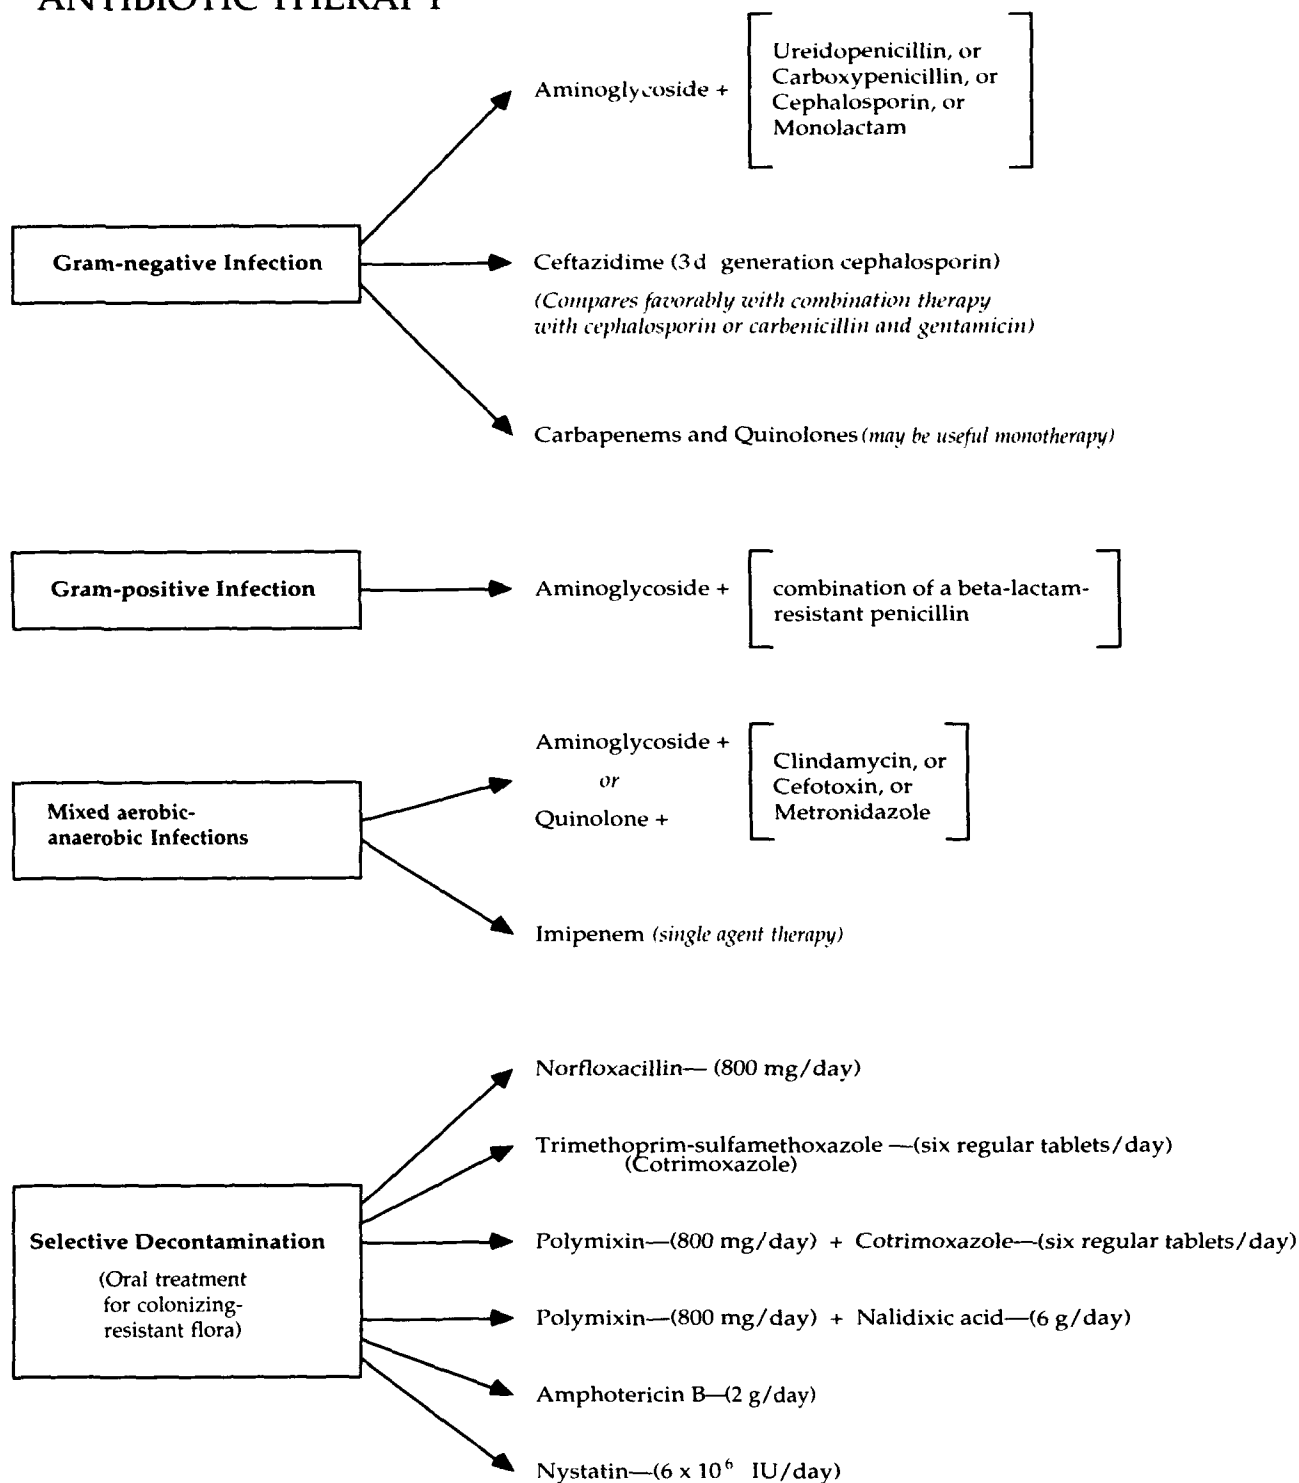 ANTIBIOTIC THERAPY
Aminoglycoside +
Ureidopenicillin, or
Carboxypenicillin, or
Cephalosporin, or
Monolactam
Gram-negative Infection
Ceftazidime (3d generation cephalosporin)
(Compares favorably with combination therapy
with cephalosporin or carbenicillin and gentamicin)
Carbapenems and Quinolones (may be useful monotherapy)
Gram-positive Infection
Aminoglycoside +
combination of a beta-lactam-
resistant penicillin
Mixed aerobic-
anaerobic Infections
Aminoglycoside +
or
Quinolone +
Clindamycin, or
Cefotoxin, or
Metronidazole
Imipenem (single agent therapy)
Selective Decontamination
(Oral treatment
for colonizing-
resistant flora)
Norfloxacillin— (800 mg/day)
Trimethoprim-sulfamethoxazole —(six regular tablets/day)
(Cotrimoxazole)
Polymixin—(800 mg/day) + Cotrimoxazole—(six regular tablets/day)
Polymixin—(800 mg/day) + Nalidixic acid—(6 g/day)
Amphotericin B—(2 g/day)
Nystatin—(6 x 10⁶ IU/day)